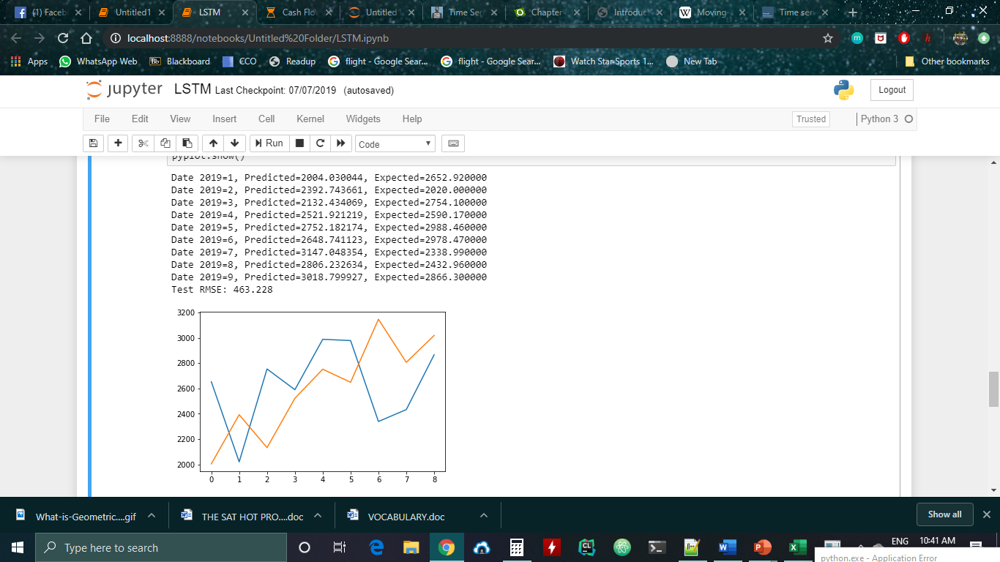 (1) Faceb
Untitled1
LSTM
Cash Flo
Untitled
Time Ser
Chapter
Introduct
Moving-
Time seri
localhost:8888/notebooks/Untitled%20Folder/LSTM.ipynb
Apps
WhatsApp Web
Bb
Blackboard
CCO
Readup
flight - Google Sear...
flight - Google Sear...
Watch Star Sports 1...
New Tab
Other bookmarks
jupyter LSTM Last Checkpoint: 07/07/2019 (autosaved)
Logout
File Edit View Insert Cell Kernel Widgets Help
Trusted
Python 3
Run
Code
pyplot.show()
Date 2019=1, Predicted=2004.030044, Expected=2652.920000
Date 2019=2, Predicted=2392.743661, Expected=2020.000000
Date 2019=3, Predicted=2132.434069, Expected=2754.100000
Date 2019=4, Predicted=2521.921219, Expected=2590.170000
Date 2019=5, Predicted=2752.182174, Expected=2988.460000
Date 2019=6, Predicted=2648.741123, Expected=2978.470000
Date 2019=7, Predicted=3147.048354, Expected=2338.990000
Date 2019=8, Predicted=2806.232634, Expected=2432.960000
Date 2019=9, Predicted=3018.799927, Expected=2866.300000
Test RMSE: 463.228
3200
3000
2800
2600
2400
2200
2000
0 1 2 3 4 5 6 7 8
What-is-Geometric....gif
THE SAT HOT PRO....doc
VOCABULARY.doc
Show all
Type here to search
CL
ENG
10:41 AM
python.exe - Application Error